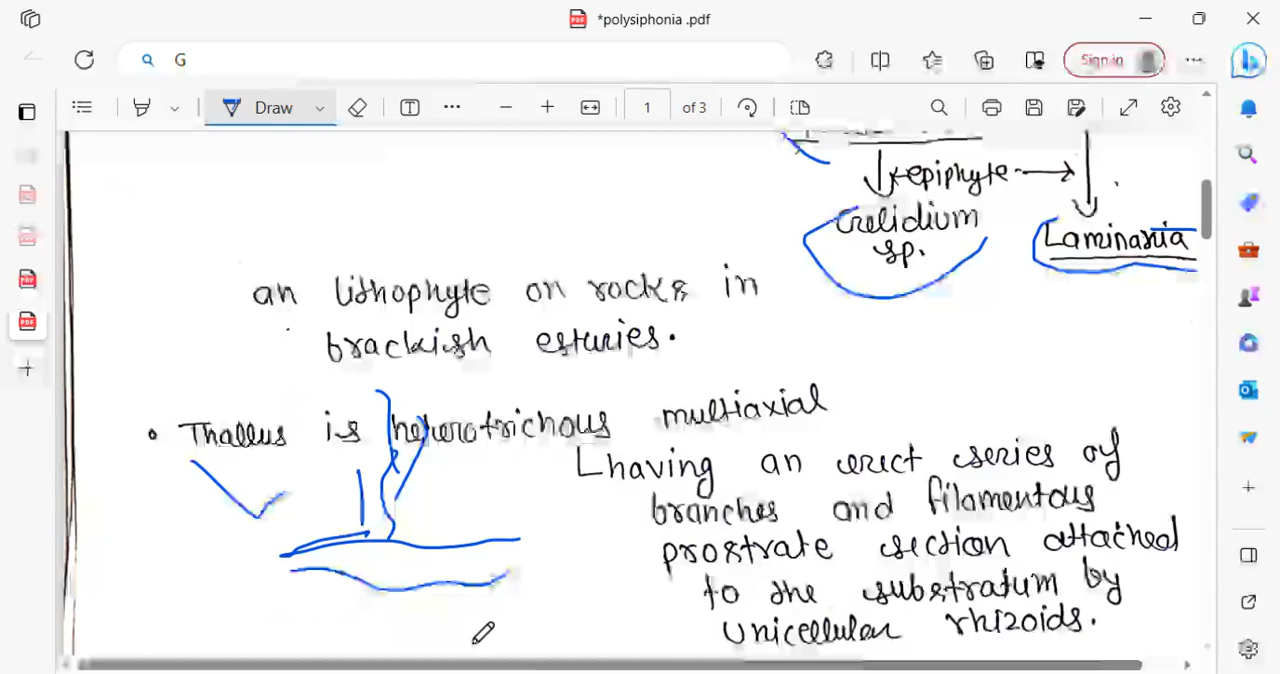 *polysiphonia .pdf
G
Sign in
Draw
1 of 3
epiphyte
Gelidium
sp.
Laminaria
an lithophyte on rocks in
brackish esturies.
• Thallus is heterotrichous multiaxial
having an erect series of
branches and filamentous
prostrate section attached
to the substratum by
unicellular rhizoids.